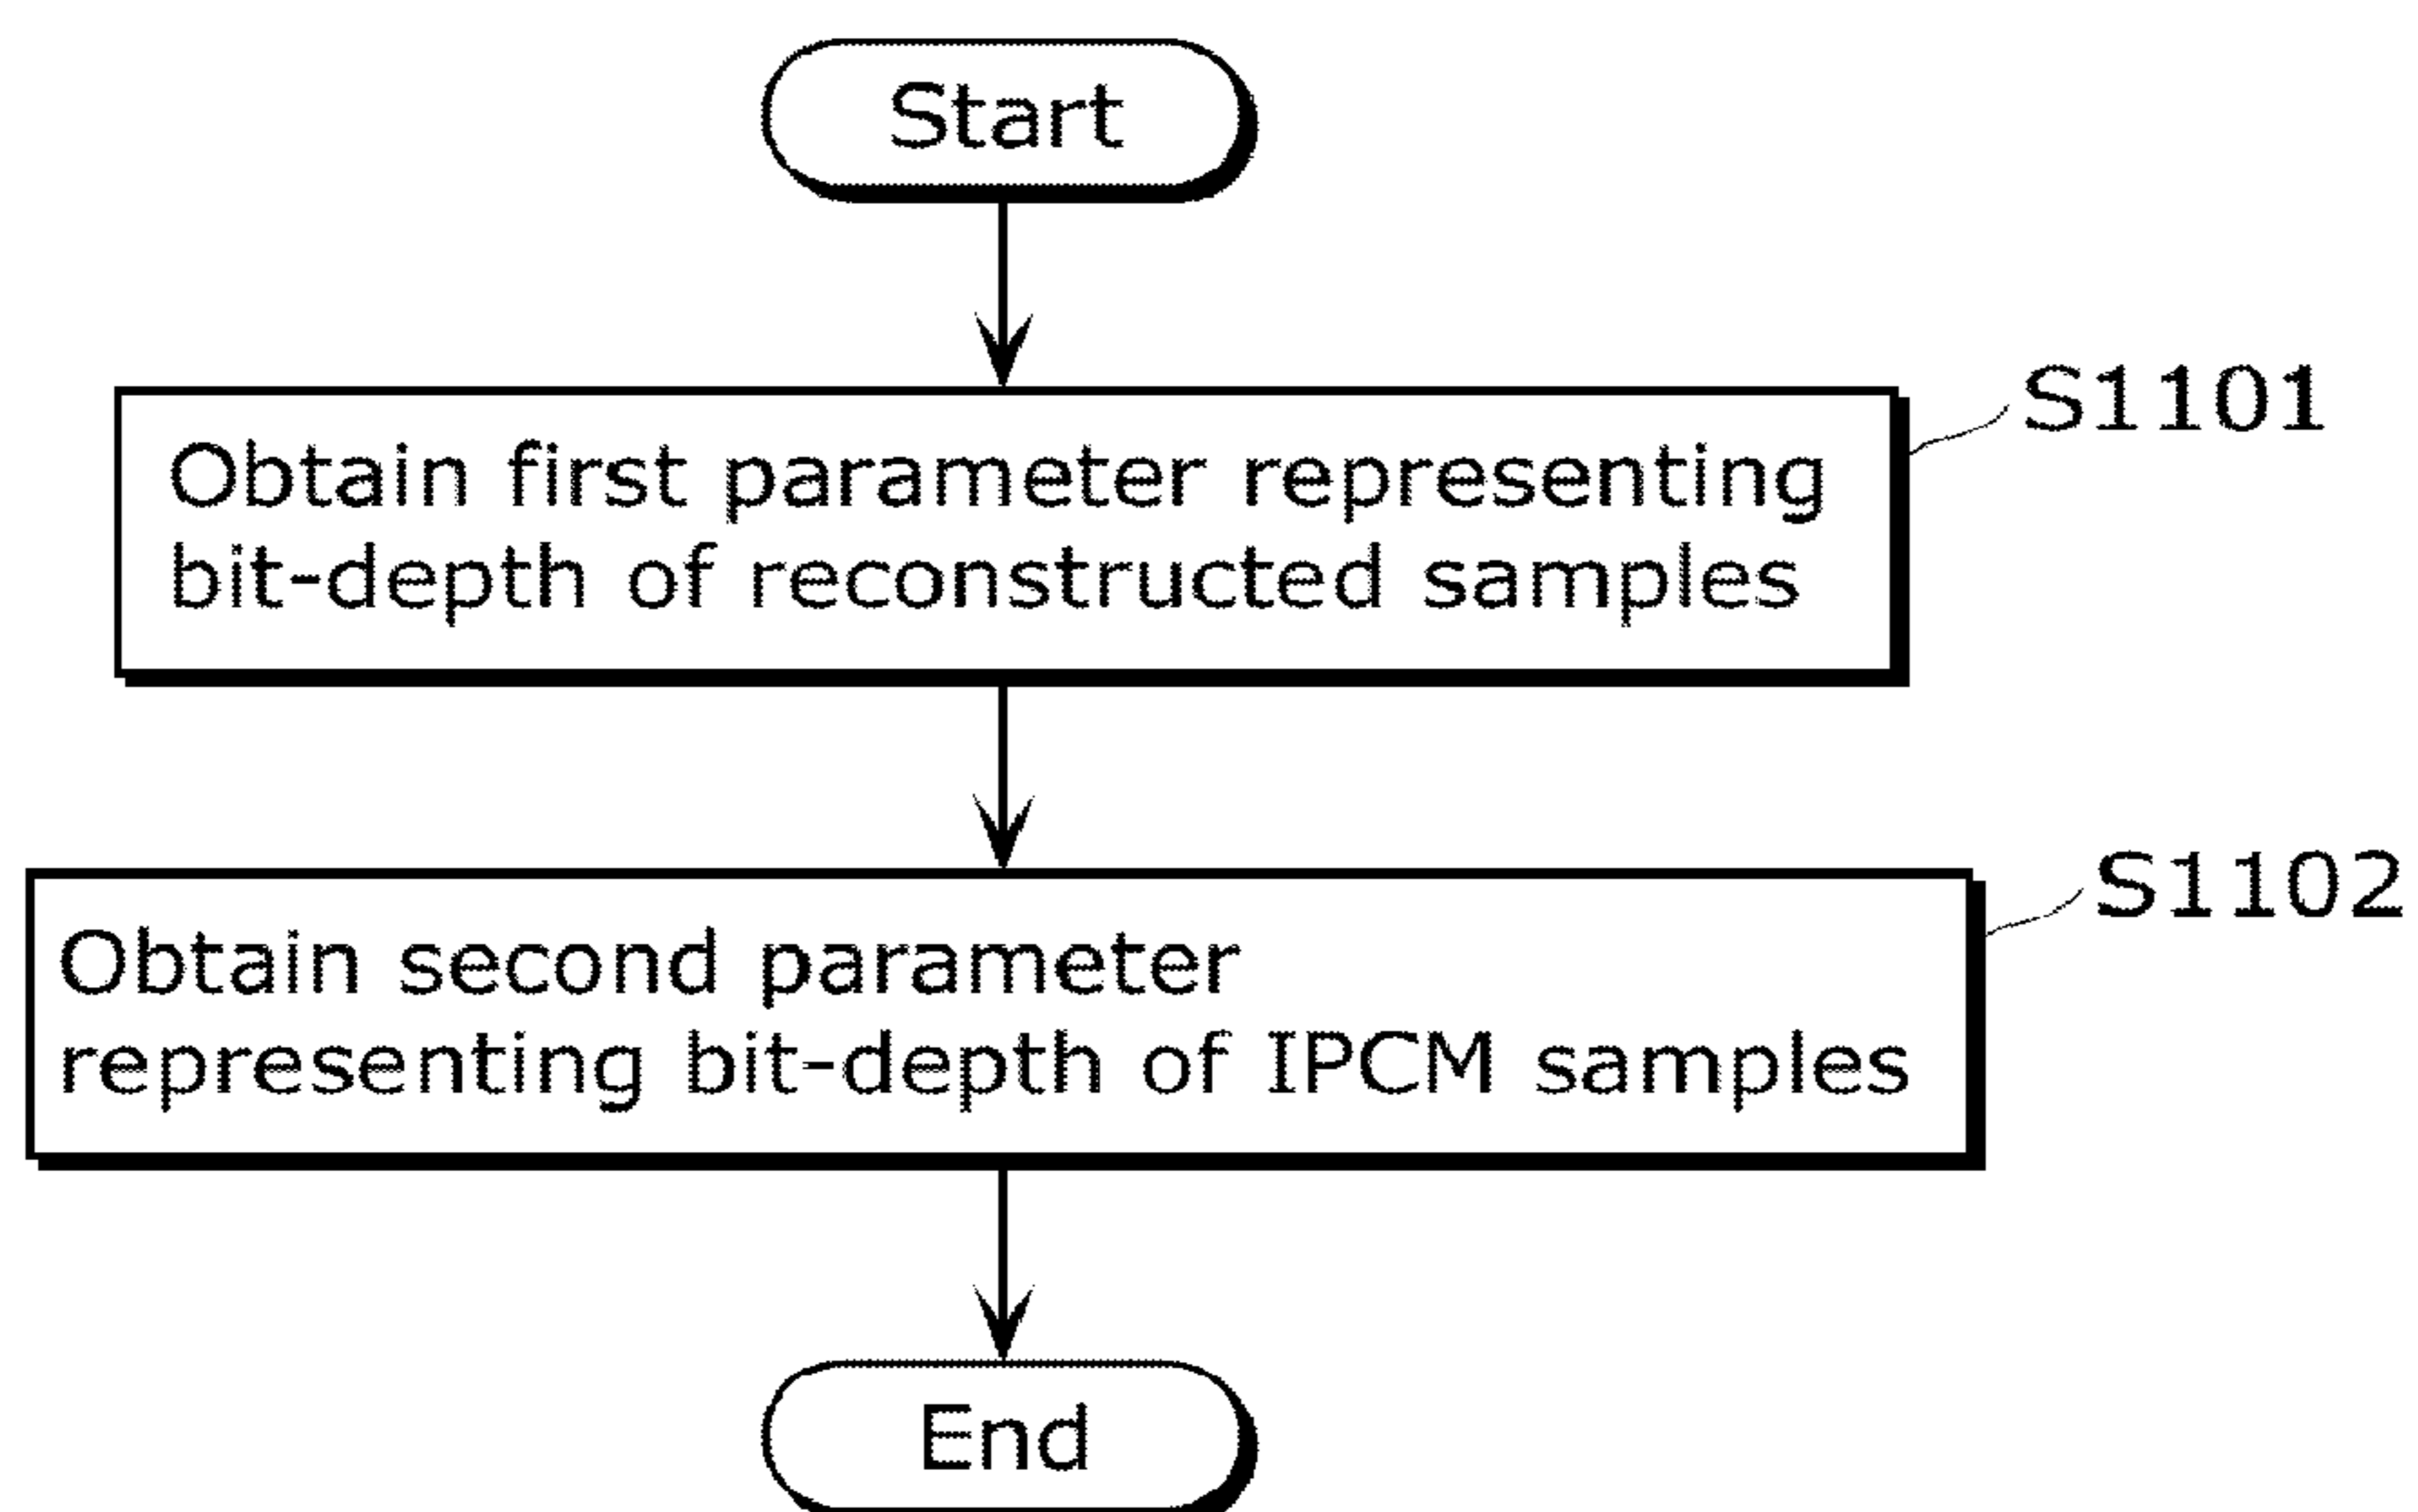 Start
S1101
Obtain first parameter representing
bit-depth of reconstructed samples
S1102
Obtain second parameter
representing bit-depth of IPCM samples
End